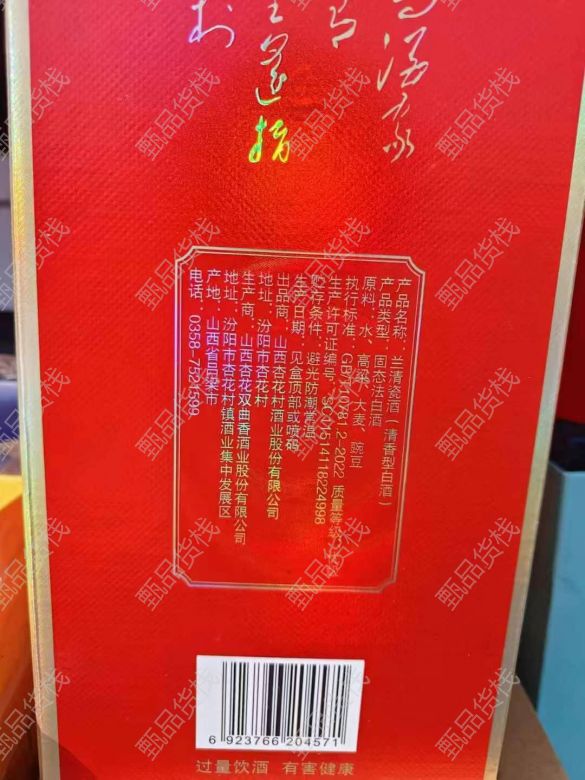 产品名称：兰清瓷酒（清香型白酒）
产品类型：固态法白酒
原料：水、高粱、大麦、豌豆
执行标准：GB/T10781.2-2022 质量等级：
生产许可证编号：SC101514118224998
贮存条件：避光防潮常温
生产日期：见盒顶部或喷码
出品商：山西杏花村酒业股份有限公司
地址：汾阳市杏花村
生产商：山西杏花双曲香酒业股份有限公司
地址：汾阳市杏花村镇酒业集中发展区
产地：山西省吕梁市
电话：0358-7521599
6 923766 204571
过量饮酒 有害健康
甄品货栈